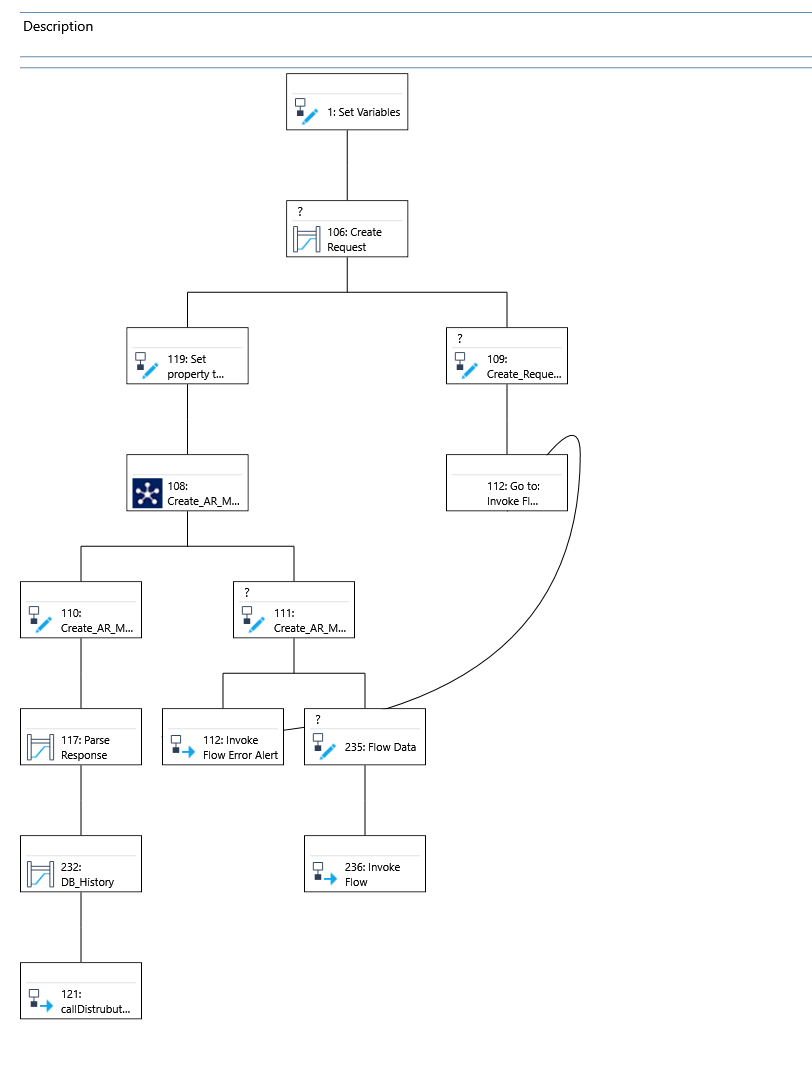 Description
1: Set Variables
?
106: Create
Request
119: Set
property t...
?
109:
Create_Reque...
108:
Create_AR_M...
112: Go to:
Invoke Fl...
110:
Create_AR_M...
?
111:
Create_AR_M...
117: Parse
Response
112: Invoke
Flow Error Alert
?
235: Flow Data
232:
DB_History
236: Invoke
Flow
121:
callDistrubut...